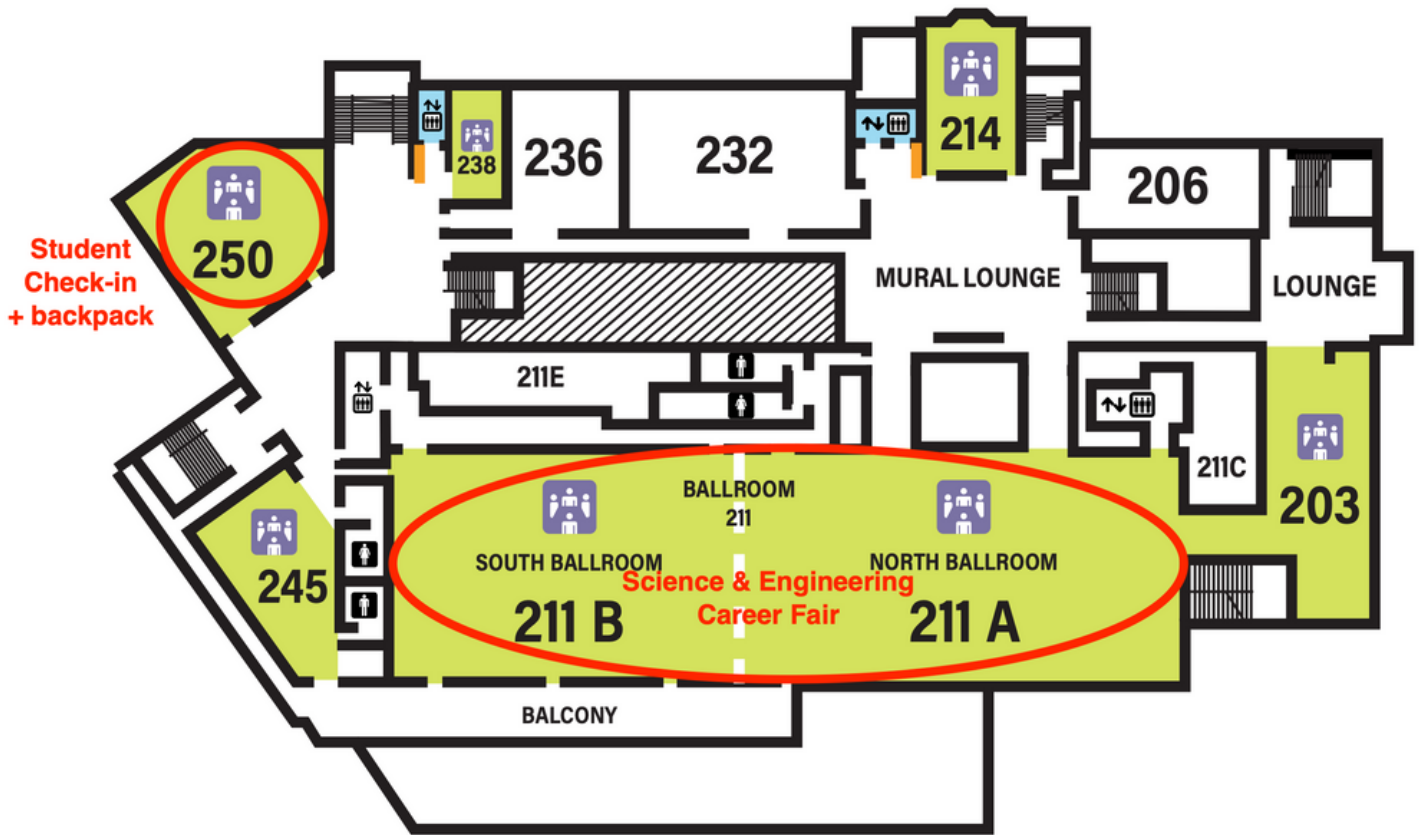 214
238
236
232
206
250
Student
Check-in
+ backpack
MURAL LOUNGE
LOUNGE
211E
211C
203
BALLROOM
211
SOUTH BALLROOM
NORTH BALLROOM
Science & Engineering
Career Fair
245
211 B
211 A
BALCONY